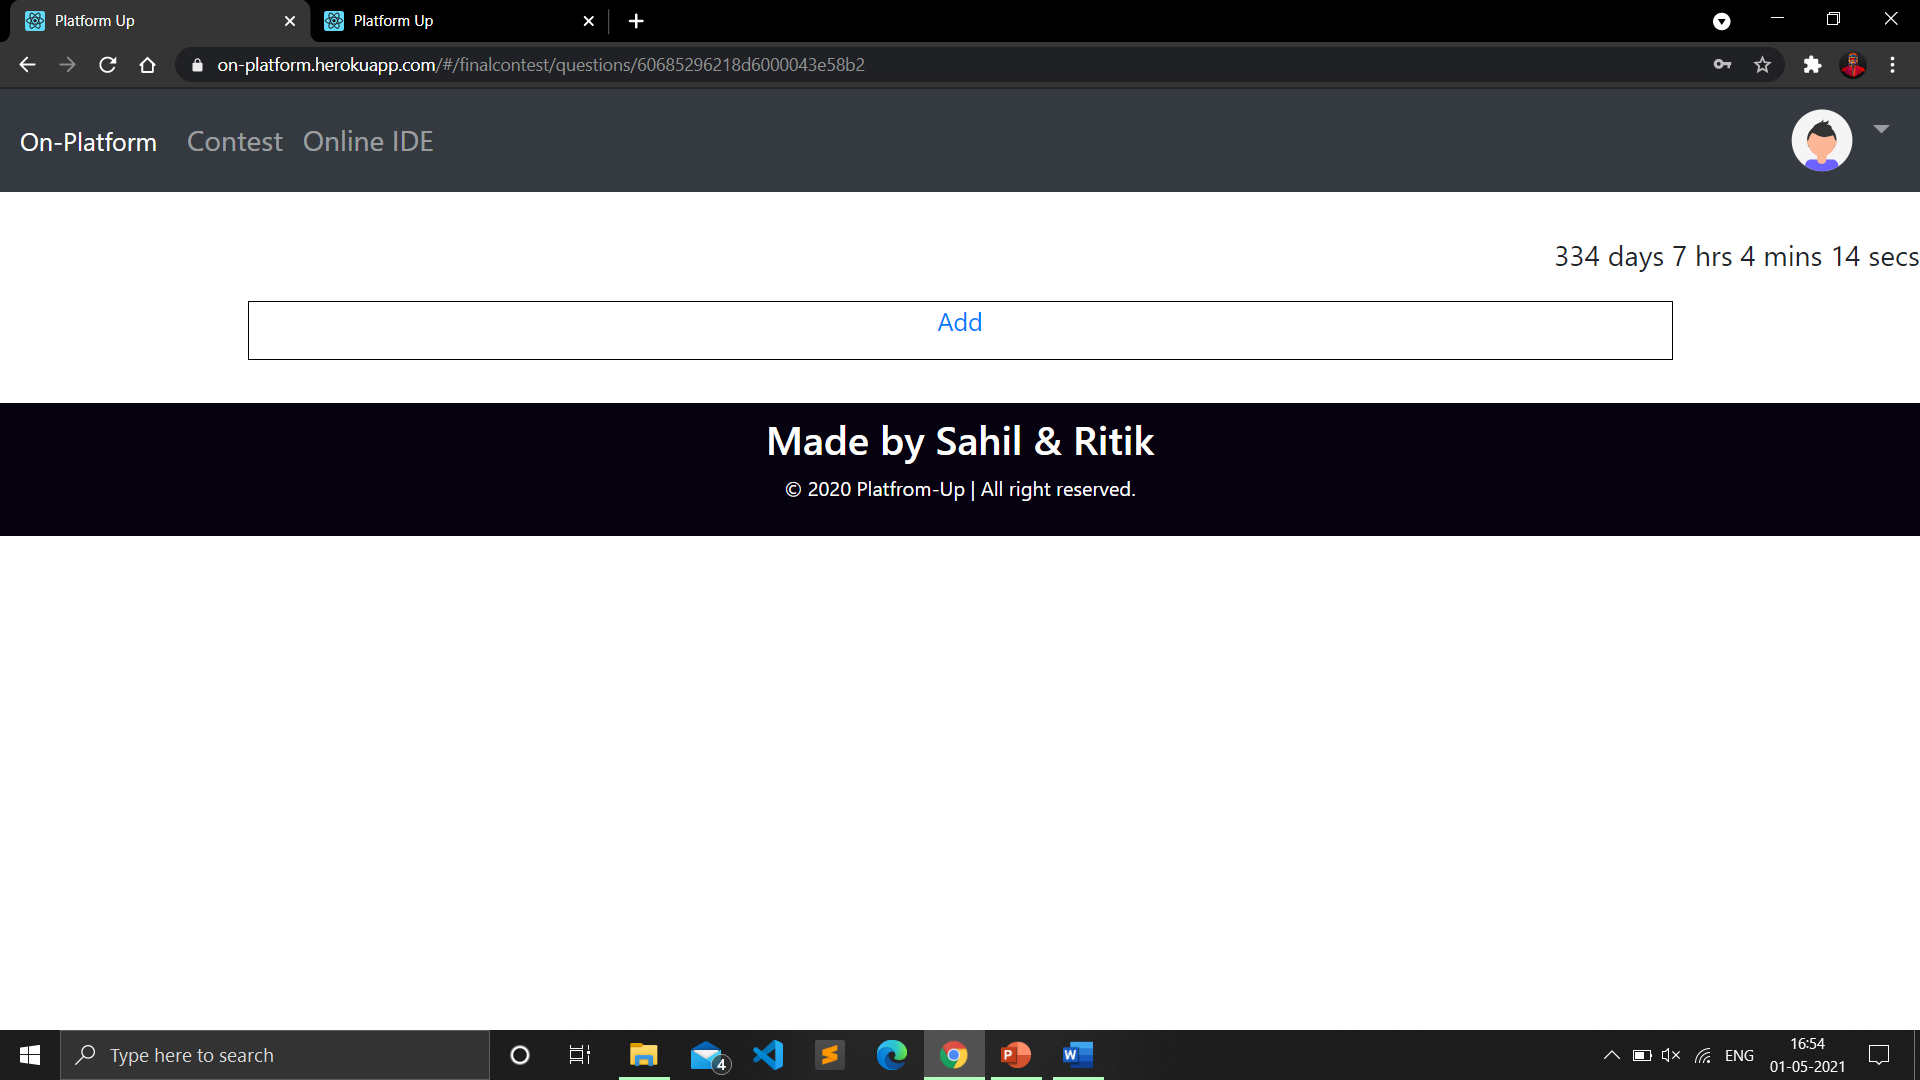 Platform Up
Platform Up
on-platform.herokuapp.com/#/finalcontest/questions/60685296218d6000043e58b2
On-Platform Contest Online IDE
334 days 7 hrs 4 mins 14 secs
Add
Made by Sahil & Ritik
© 2020 Platfrom-Up | All right reserved.
Type here to search
4
ENG
16:54
01-05-2021